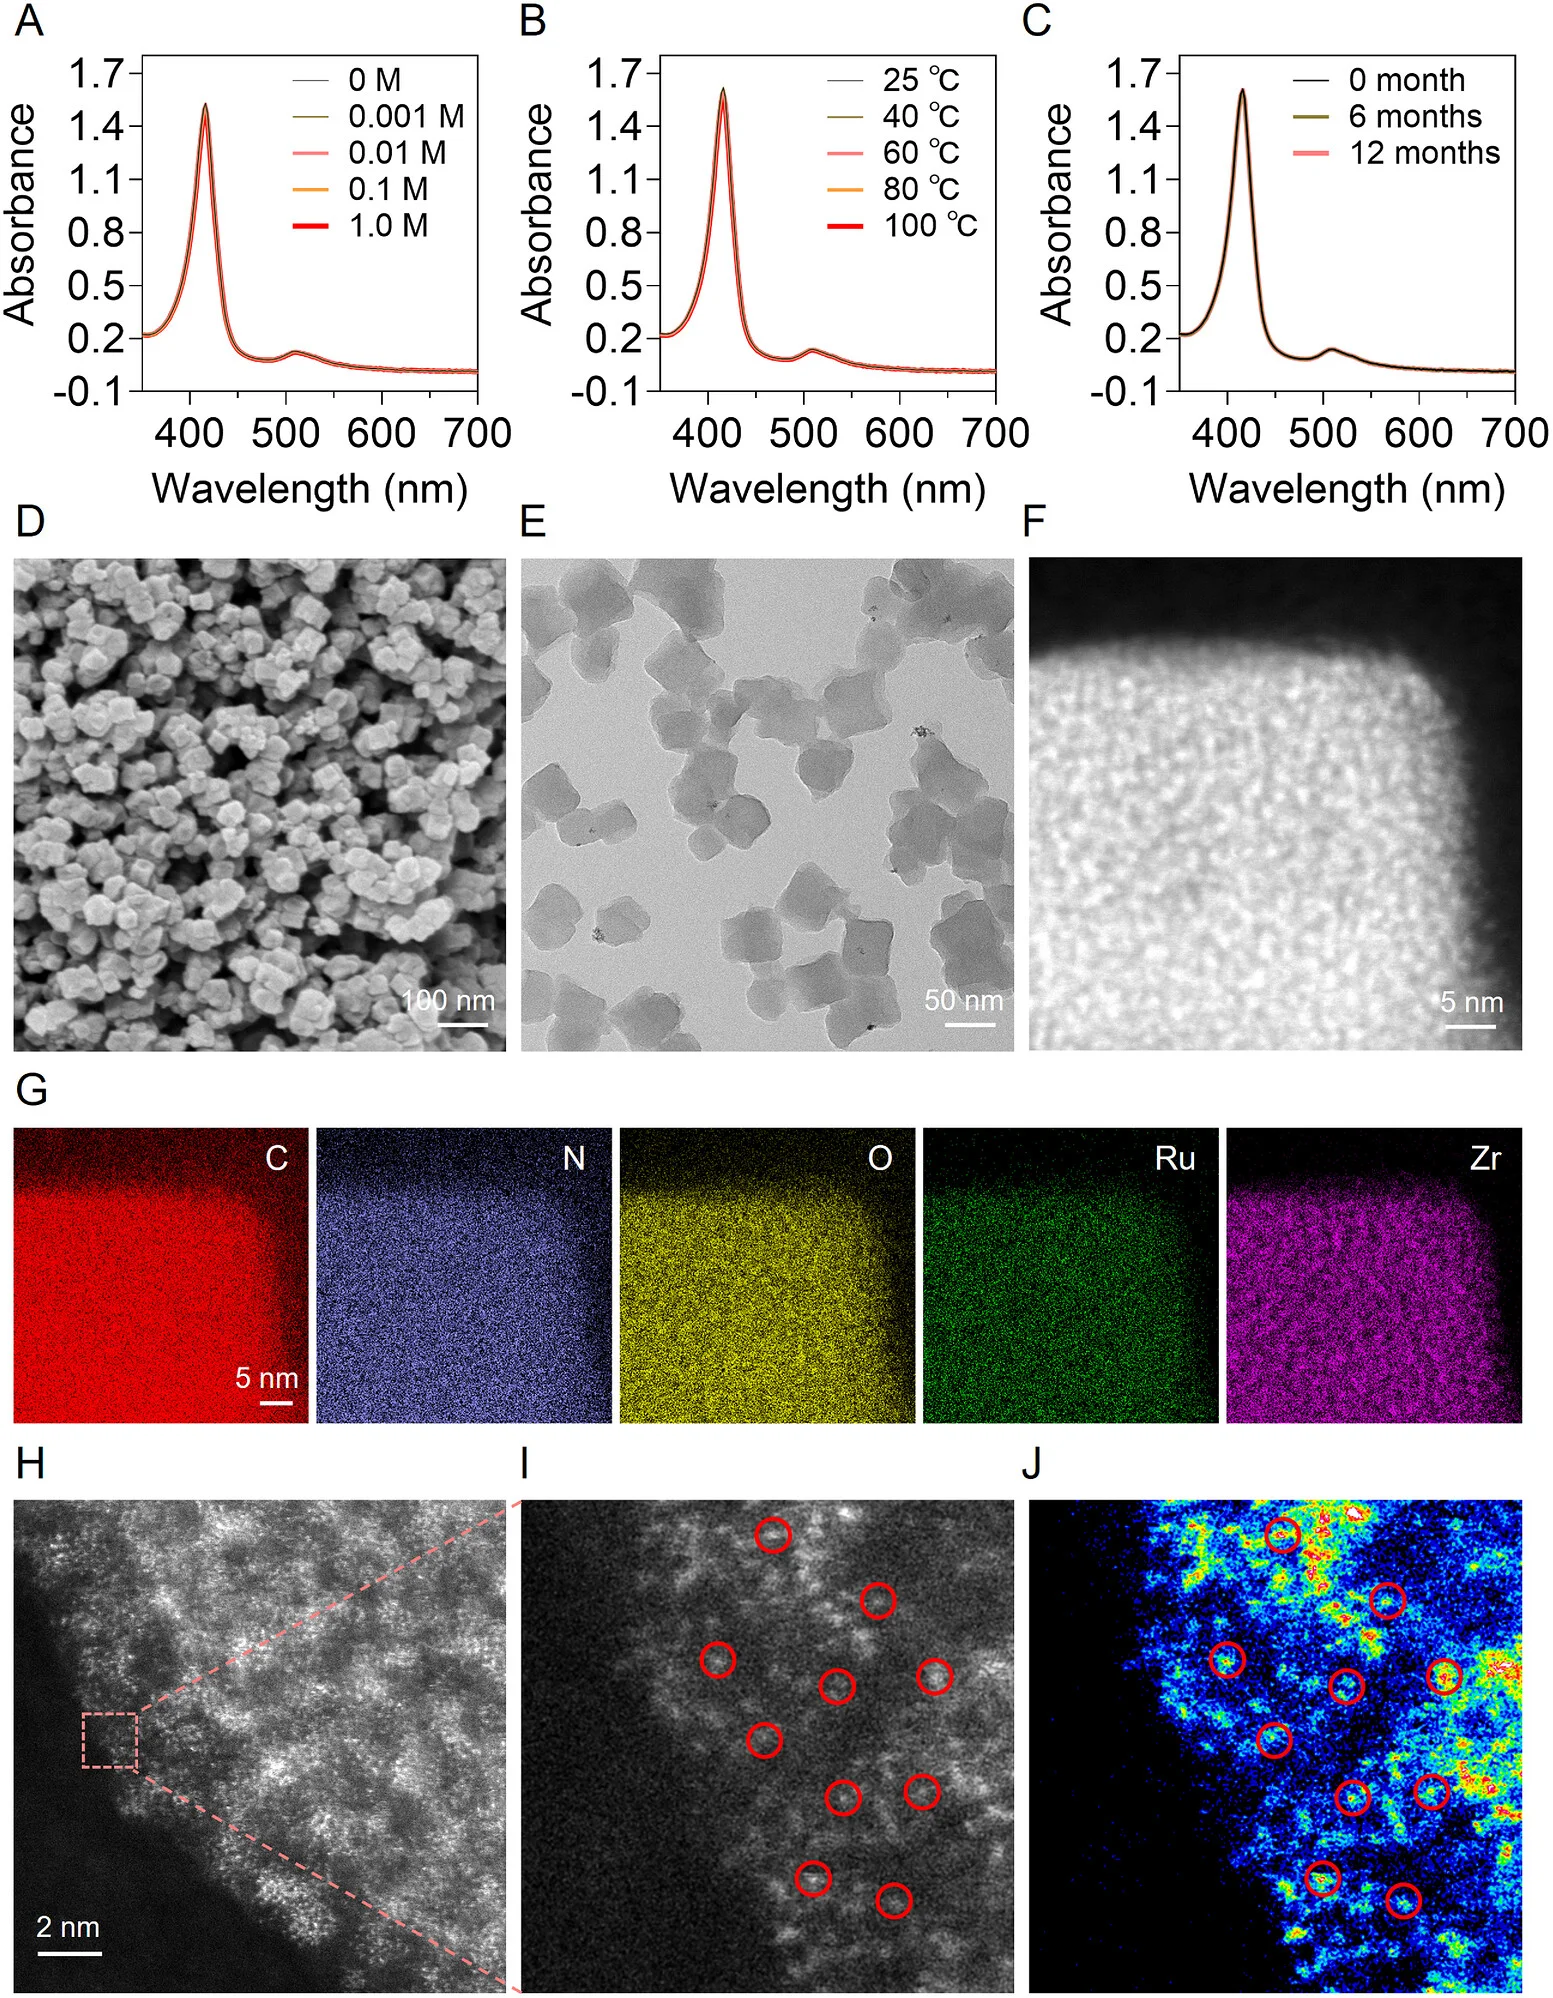 A
1.7
1.4
1.1
0.8
0.5
0.2
-0.1
Absorbance
0 M
0.001 M
0.01 M
0.1 M
1.0 M
400 500 600 700
Wavelength (nm)
B
1.7
1.4
1.1
0.8
0.5
0.2
-0.1
Absorbance
25 °C
40 °C
60 °C
80 °C
100 °C
400 500 600 700
Wavelength (nm)
C
1.7
1.4
1.1
0.8
0.5
0.2
-0.1
Absorbance
0 month
6 months
12 months
400 500 600 700
Wavelength (nm)
D
100 nm
E
50 nm
F
5 nm
G
C
5 nm
N
O
Ru
Zr
H
2 nm
I
J